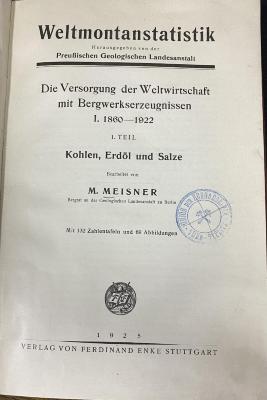 Weltmontanstatistik
Herausgegeben von der
Preußischen Geologischen Landesanstalt
Die Versorgung der Weltwirtschaft
mit Bergwerkserzeugnissen
I. 1860—1922
1. TEIL
Kohlen, Erdöl und Salze
Bearbeitet von
M. MEISNER
Bergrat an der Geologischen Landesanstalt zu Berlin
Mit 132 Zahlentafeln und 69 Abbildungen
1925
VERLAG VON FERDINAND ENKE STUTTGART